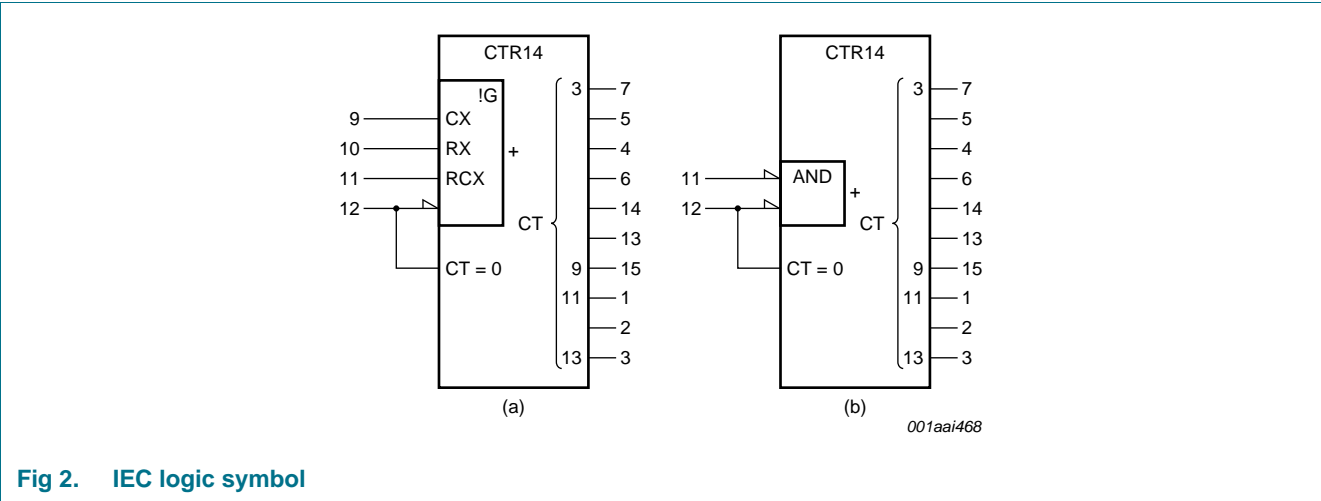 CTR14 CTR14
!G 3 7 3 7
9 CX 5 5
10 RX + 4 4
11 RCX 6 11 AND + 6
12 14 12 14
CT 13 CT 13
CT = 0 9 15 CT = 0 9 15
11 1 11 1
2 2
13 3 13 3
(a) (b)
001aai468
Fig 2. IEC logic symbol